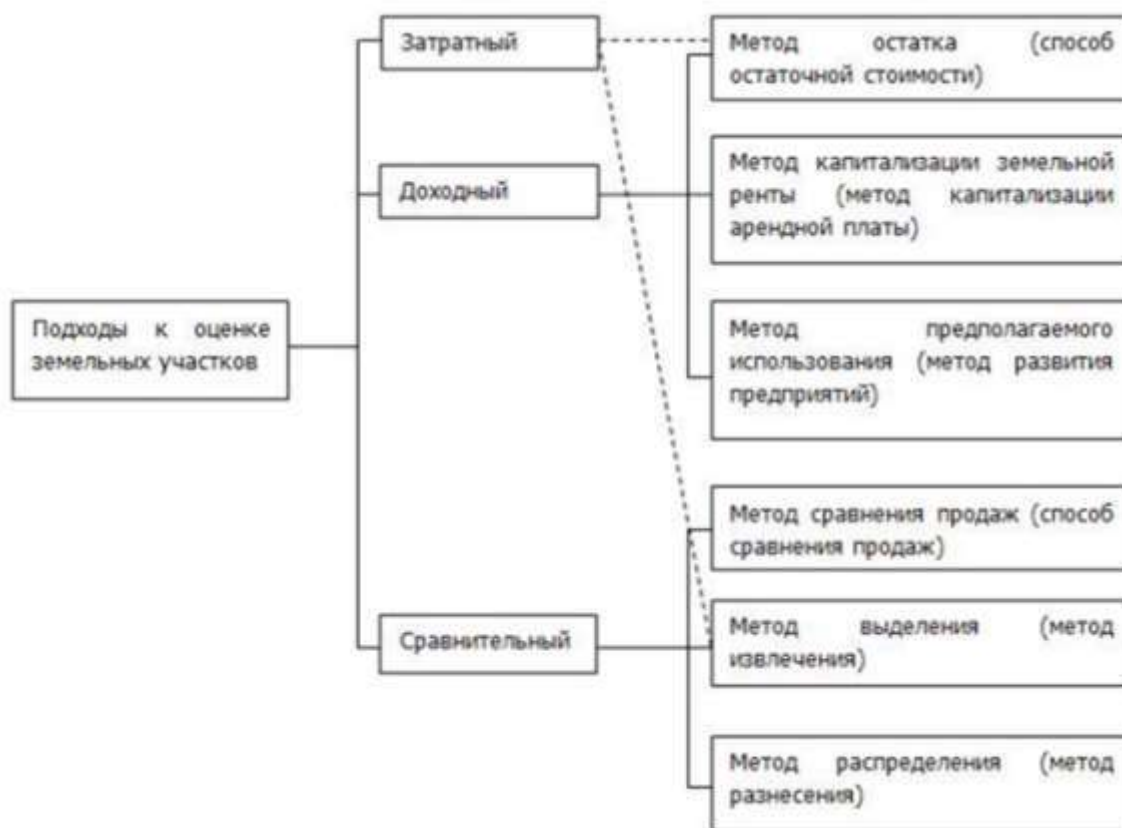 Затратный
Метод остатка (способ
остаточной стоимости)
Доходный
Метод капитализации земельной
ренты (метод капитализации
арендной платы)
Подходы к оценке
земельных участков
Метод предполагаемого
использования (метод развития
предприятий)
Метод сравнения продаж (способ
сравнения продаж)
Сравнительный
Метод выделения (метод
извлечения)
Метод распределения (метод
разнесения)